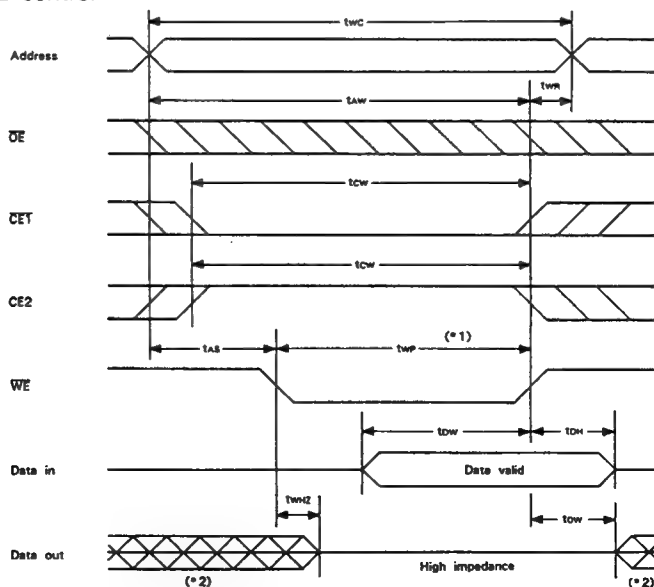 tWC
Address
tAW
tWR
OE
tCW
CE1
tCW
CE2
tAS
tWP
(*1)
WE
tDW
tDH
Data in
Data valid
tWHZ
tOW
Data out
High impedance
(*2)
(*2)